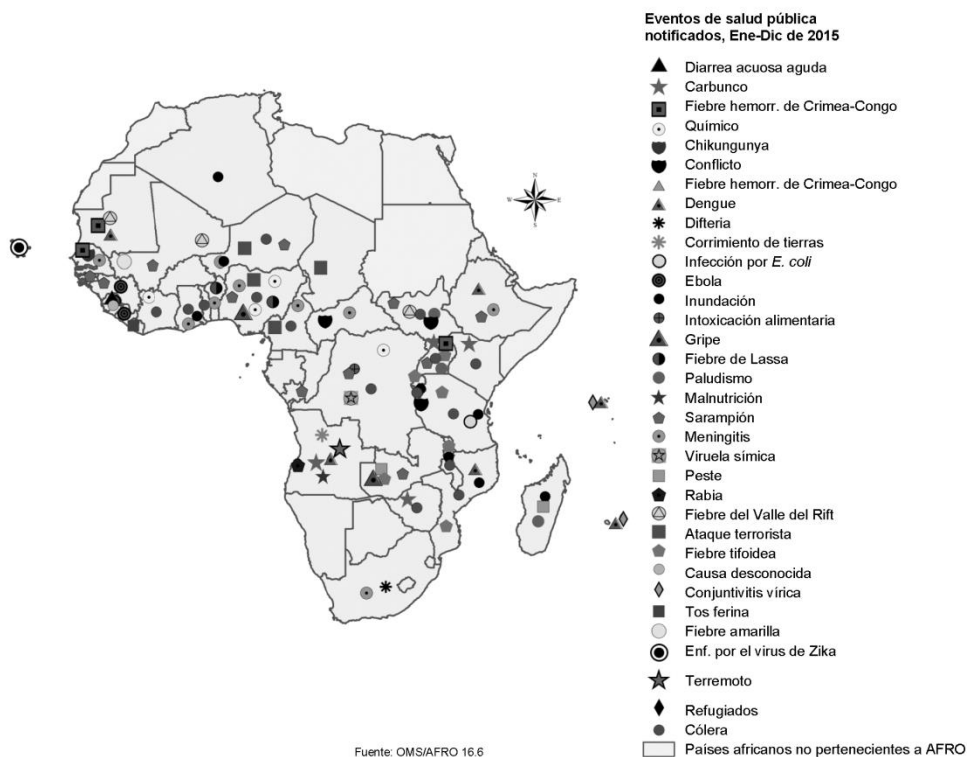 Eventos de salud pública
notificados, Ene-Dic de 2015
Diarrea acuosa aguda
Carbunco
Fiebre hemorr. de Crimea-Congo
Químico
Chikungunya
Conflicto
Fiebre hemorr. de Crimea-Congo
Dengue
Difteria
Corrimiento de tierras
Infección por E. coli
Ebola
Inundación
Intoxicación alimentaria
Gripe
Fiebre de Lassa
Paludismo
Malnutrición
Sarampión
Meningitis
Viruela símica
Peste
Rabia
Fiebre del Valle del Rift
Ataque terrorista
Fiebre tifoidea
Causa desconocida
Conjuntivitis vírica
Tos ferina
Fiebre amarilla
Enf. por el virus de Zika
Terremoto
Refugiados
Cólera
Países africanos no pertenecientes a AFRO
N
W
E
S
Fuente: OMS/AFRO 16.6